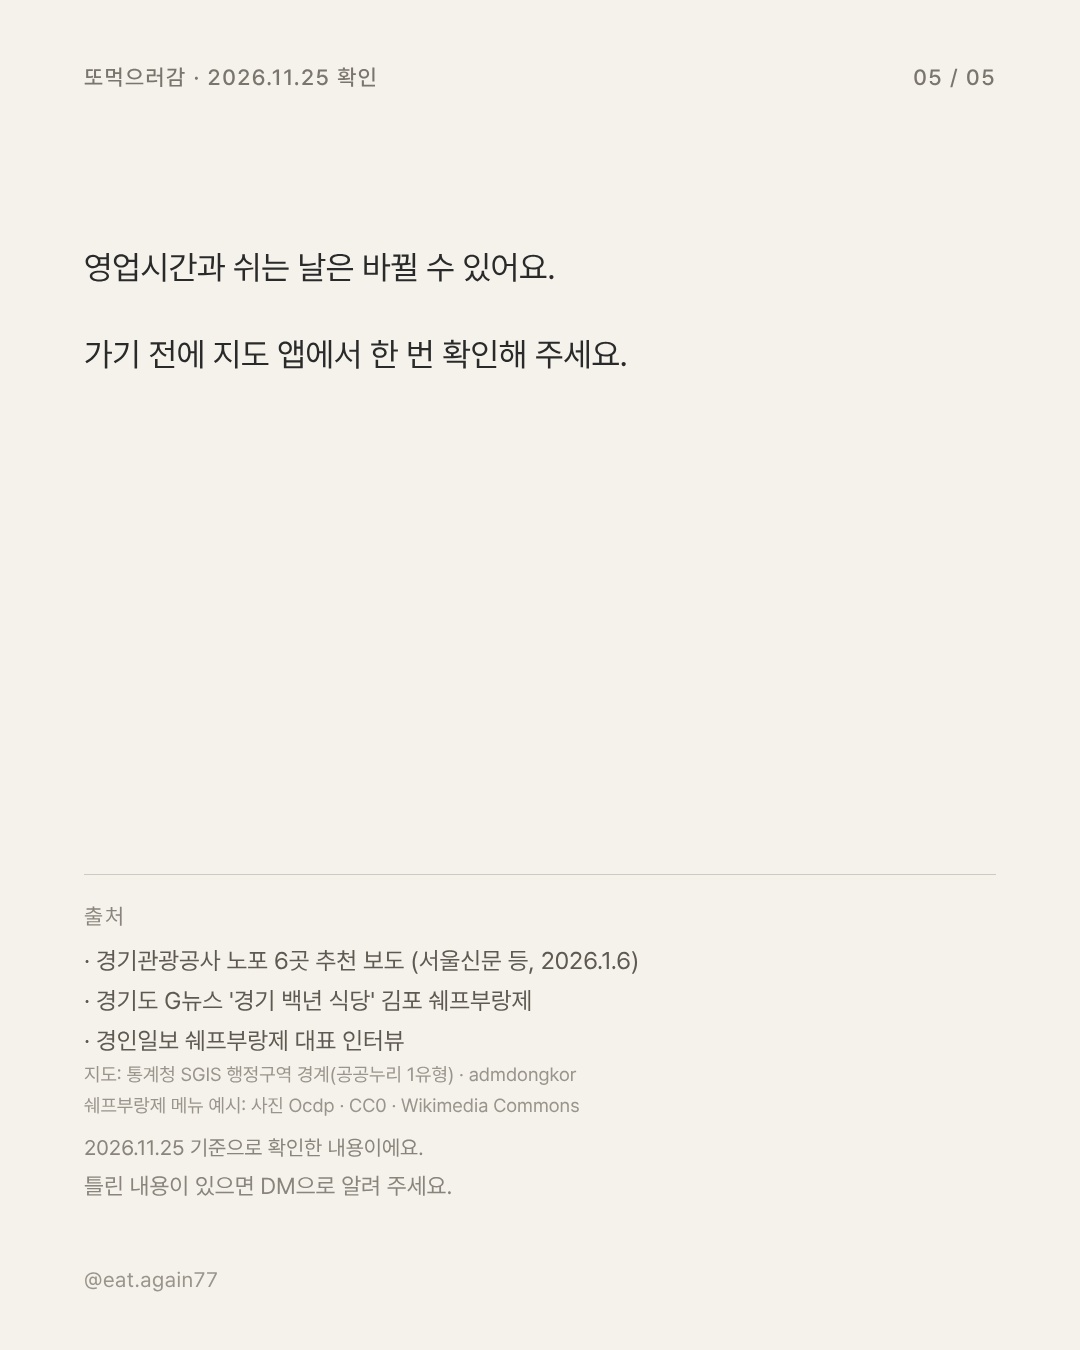 또먹으러감 · 2026.11.25 확인
05 / 05
영업시간과 쉬는 날은 바뀔 수 있어요.
가기 전에 지도 앱에서 한 번 확인해 주세요.
출처
· 경기관광공사 노포 6곳 추천 보도 (서울신문 등, 2026.1.6)
· 경기도 G뉴스 '경기 백년 식당' 김포 쉐프부랑제
· 경인일보 쉐프부랑제 대표 인터뷰
지도: 통계청 SGIS 행정구역 경계(공공누리 1유형) · admdongkor
쉐프부랑제 메뉴 예시: 사진 Ocdp · CC0 · Wikimedia Commons
2026.11.25 기준으로 확인한 내용이에요.
틀린 내용이 있으면 DM으로 알려 주세요.
@eat.again77